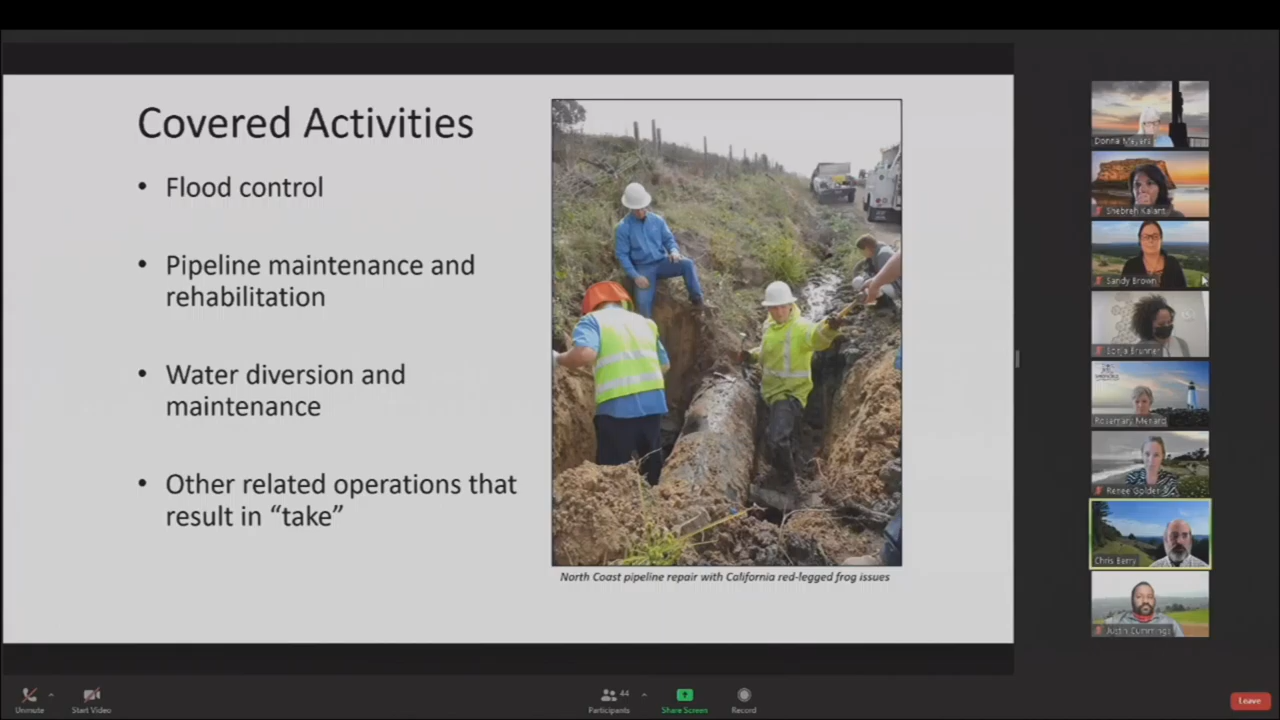 Covered Activities
• Flood control
• Pipeline maintenance and
rehabilitation
• Water diversion and
maintenance
• Other related operations that
result in “take”
North Coast pipeline repair with California red-legged frog issues
Donna Meyers
Shebreh Kalant
Sandy Brown
Sonja Brunner
Rosemary Menard
Renee Golder
Chris Berry
Justin Cummings
Unmute
Start Video
44
Participants
Share Screen
Record
Leave